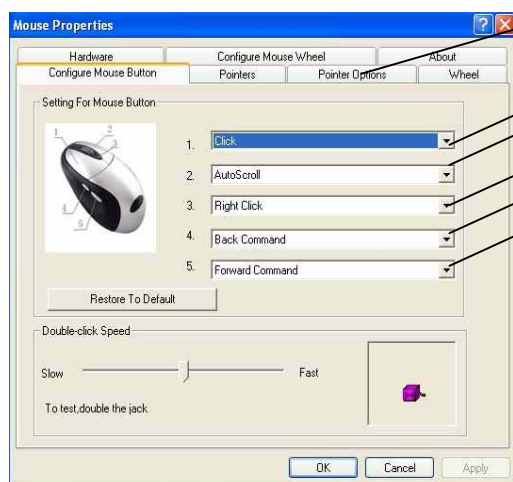 Mouse Properties
Hardware Configure Mouse Wheel About
Configure Mouse Button Pointers Pointer Options Wheel
Setting For Mouse Button
1 2 3 4 5
1. Click
2. AutoScroll
3. Right Click
4. Back Command
5. Forward Command
Restore To Default
Double-click Speed
Slow Fast
To test,double the jack
OK Cancel Apply